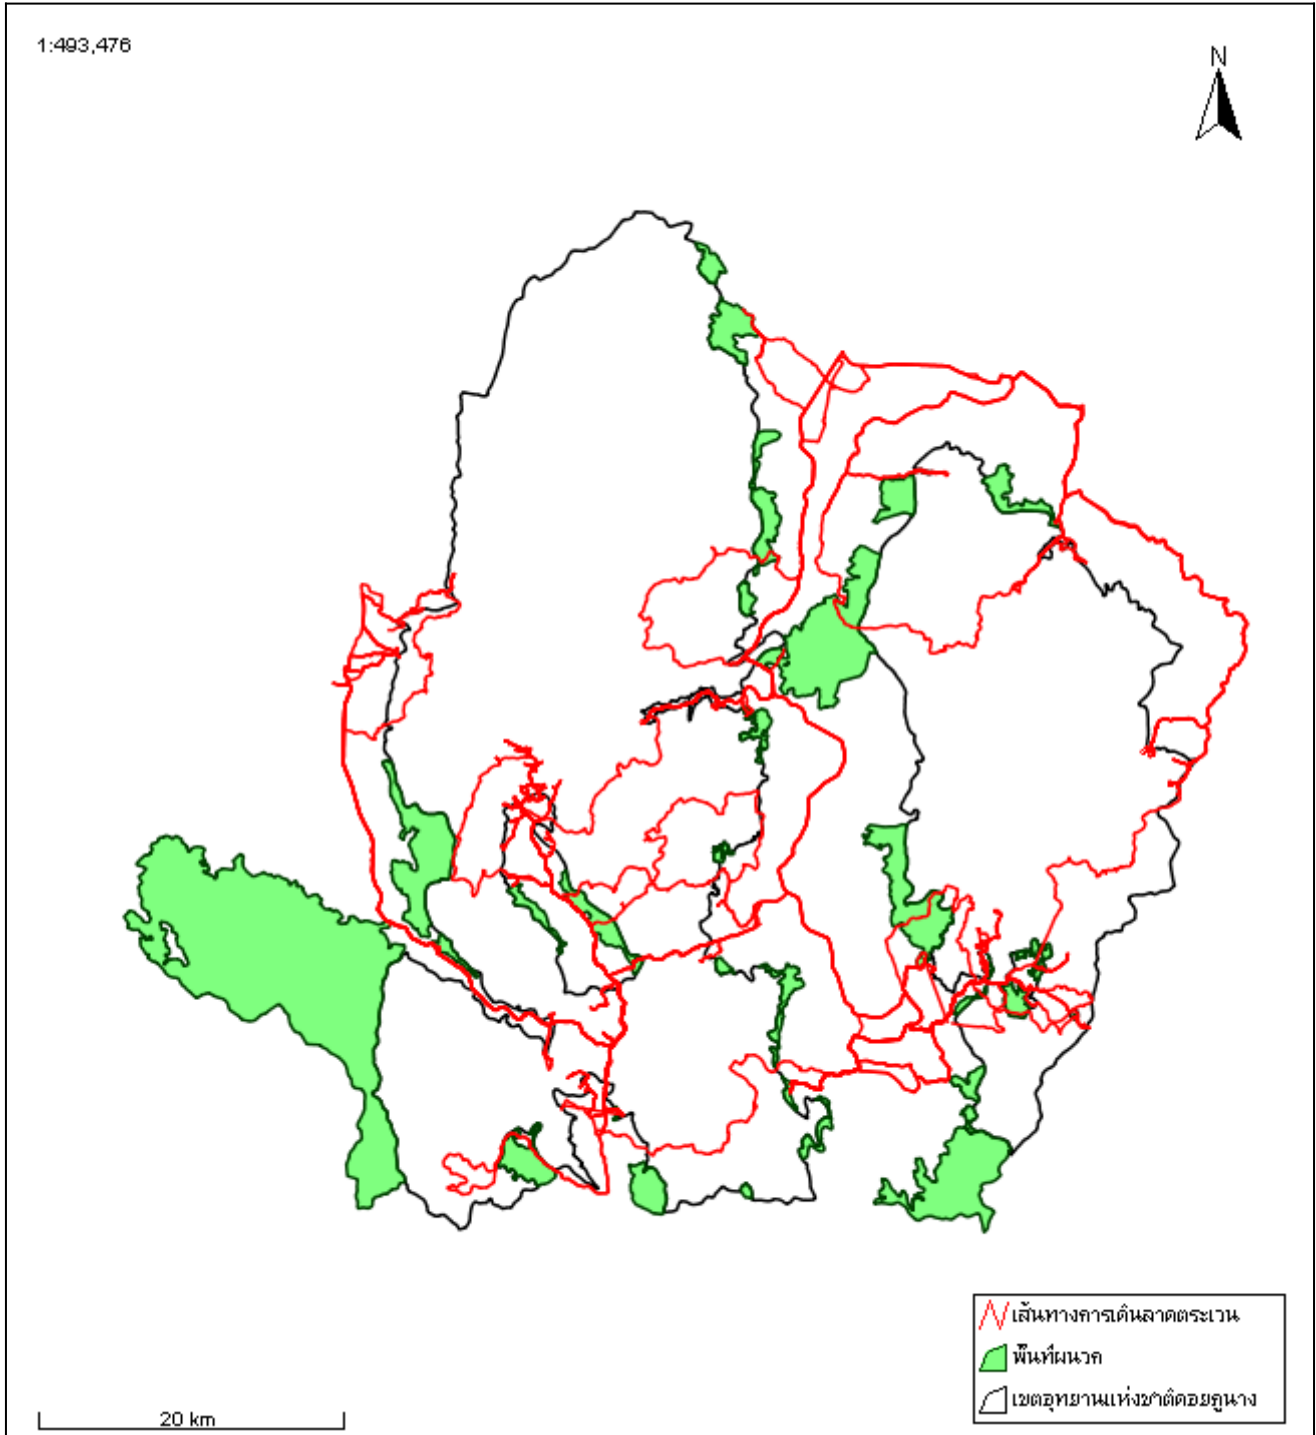 1:493,476
N
เส้นทางการเดินลาดตระเวน
พื้นที่ผนวก
เขตอุทยานแห่งชาติดอยภูนาง
20 km